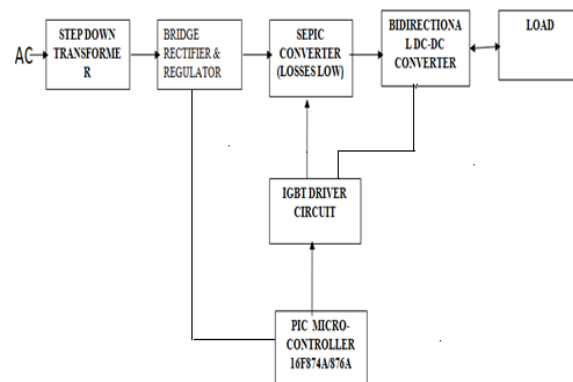 AC
STEP DOWN
TRANSFORME
R
BRIDGE
RECTIFIER &
REGULATOR
SEPIC
CONVERTER
(LOSSES LOW)
BIDIRECTIONA
L DC-DC
CONVERTER
LOAD
IGBT DRIVER
CIRCUIT
PIC MICRO-
CONTROLLER
16F874A/876A